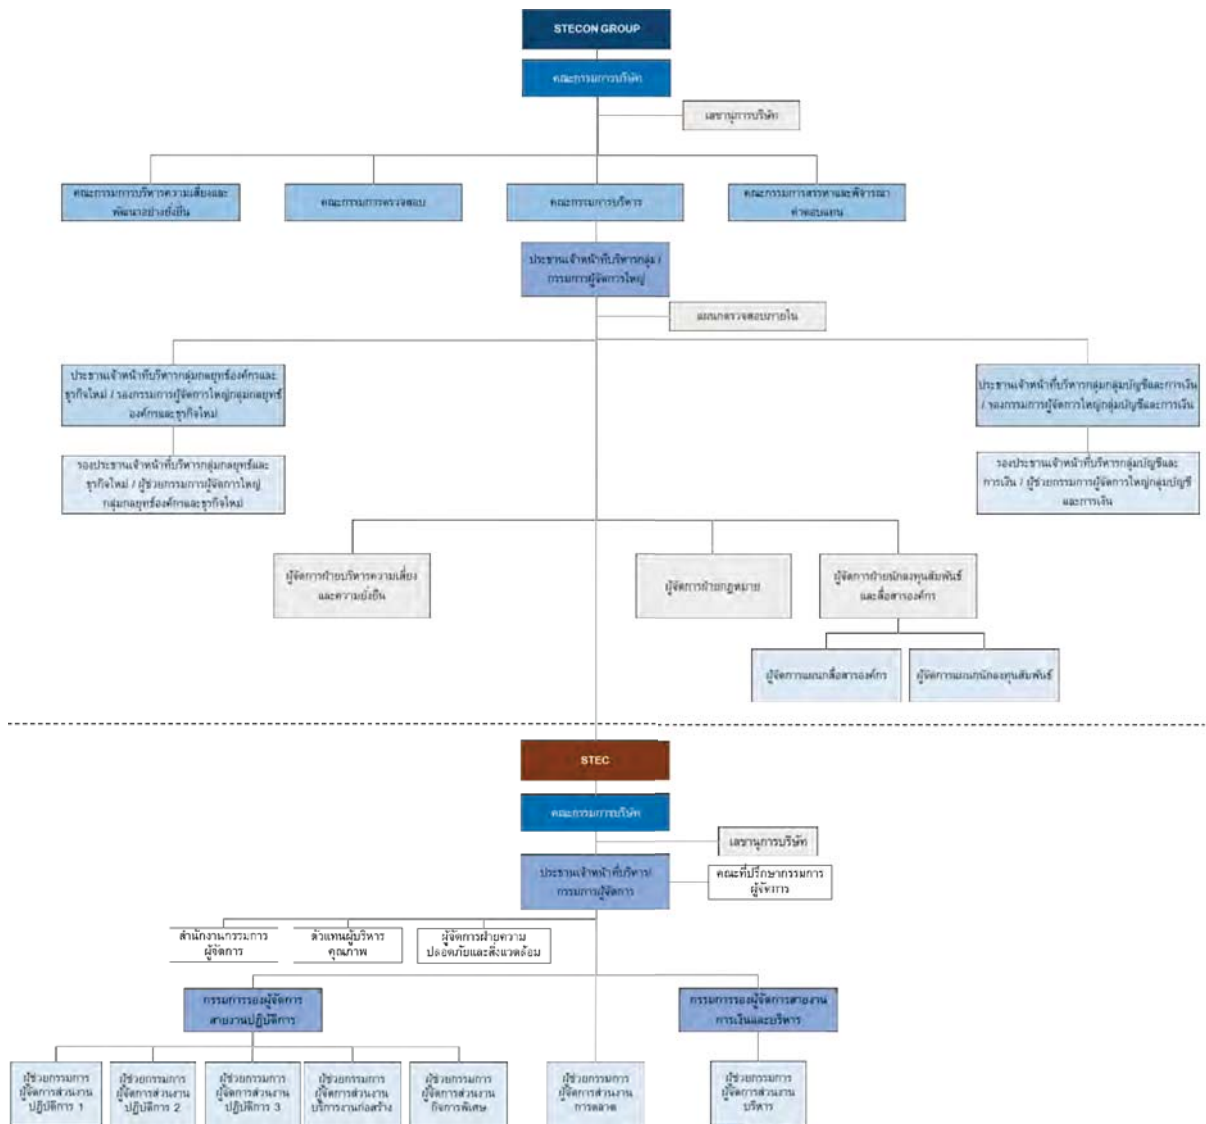 STECON GROUP
คณะกรรมการบริษัท
เลขานุการบริษัท
คณะกรรมการบริหารความเสี่ยงและ
พัฒนาอย่างยั่งยืน
คณะกรรมการตรวจสอบ
คณะกรรมการบริหาร
คณะกรรมการสรรหาและพิจารณา
ค่าตอบแทน
ประธานเจ้าหน้าที่บริหารกลุ่ม /
กรรมการผู้จัดการใหญ่
แผนกตรวจสอบภายใน
ประธานเจ้าหน้าที่บริหารกลุ่มกลยุทธ์องค์กรและ
ธุรกิจใหม่ / รองกรรมการผู้จัดการใหญ่กลุ่มกลยุทธ์
องค์กรและธุรกิจใหม่
ประธานเจ้าหน้าที่บริหารกลุ่มกลุ่มบัญชีและการเงิน
/ รองกรรมการผู้จัดการใหญ่กลุ่มบัญชีและการเงิน
รองประธานเจ้าหน้าที่บริหารกลุ่มกลยุทธ์และ
ธุรกิจใหม่ / ผู้ช่วยกรรมการผู้จัดการใหญ่
กลุ่มกลยุทธ์องค์กรและธุรกิจใหม่
รองประธานเจ้าหน้าที่บริหารกลุ่มบัญชีและ
การเงิน / ผู้ช่วยกรรมการผู้จัดการใหญ่กลุ่มบัญชี
และการเงิน
ผู้จัดการฝ่ายบริหารความเสี่ยง
และความยั่งยืน
ผู้จัดการฝ่ายกฎหมาย
ผู้จัดการฝ่ายนักลงทุนสัมพันธ์
และสื่อสารองค์กร
ผู้จัดการแผนกสื่อสารองค์กร
ผู้จัดการแผนกนักลงทุนสัมพันธ์
STEC
คณะกรรมการบริษัท
เลขานุการบริษัท
ประธานเจ้าหน้าที่บริหาร/
กรรมการผู้จัดการ
คณะที่ปรึกษากรรมการ
ผู้จัดการ
สำนักงานกรรมการ
ผู้จัดการ
ตัวแทนผู้บริหาร
คุณภาพ
ผู้จัดการฝ่ายความ
ปลอดภัยและสิ่งแวดล้อม
กรรมการรองผู้จัดการ
สายงานปฏิบัติการ
กรรมการรองผู้จัดการสายงาน
การเงินและบริหาร
ผู้ช่วยกรรมการ
ผู้จัดการส่วนงาน
ปฏิบัติการ 1
ผู้ช่วยกรรมการ
ผู้จัดการส่วนงาน
ปฏิบัติการ 2
ผู้ช่วยกรรมการ
ผู้จัดการส่วนงาน
ปฏิบัติการ 3
ผู้ช่วยกรรมการ
ผู้จัดการส่วนงาน
บริการงานก่อสร้าง
ผู้ช่วยกรรมการ
ผู้จัดการส่วนงาน
กิจการพิเศษ
ผู้ช่วยกรรมการ
ผู้จัดการส่วนงาน
การตลาด
ผู้ช่วยกรรมการ
ผู้จัดการส่วนงาน
บริหาร